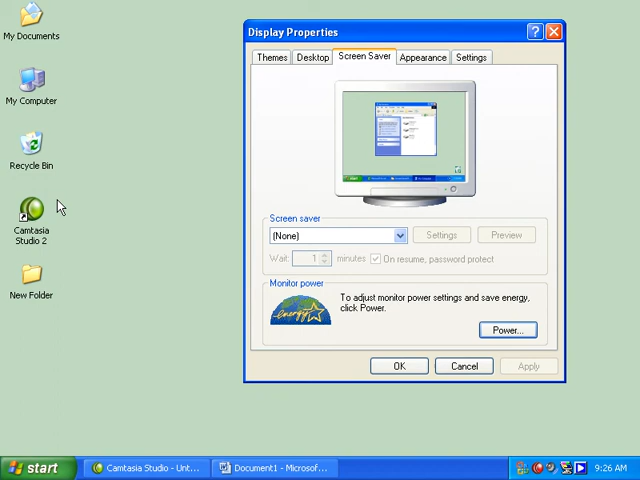 My Documents
My Computer
Recycle Bin
Camtasia
Studio 2
New Folder
Display Properties
Themes
Desktop
Screen Saver
Appearance
Settings
Screen saver
(None)
Settings
Preview
Wait:
1
minutes
On resume, password protect
Monitor power
energy
To adjust monitor power settings and save energy,
click Power.
Power...
OK
Cancel
Apply
start
Camtasia Studio - Unt...
Document1 - Microsof...
9:26 AM